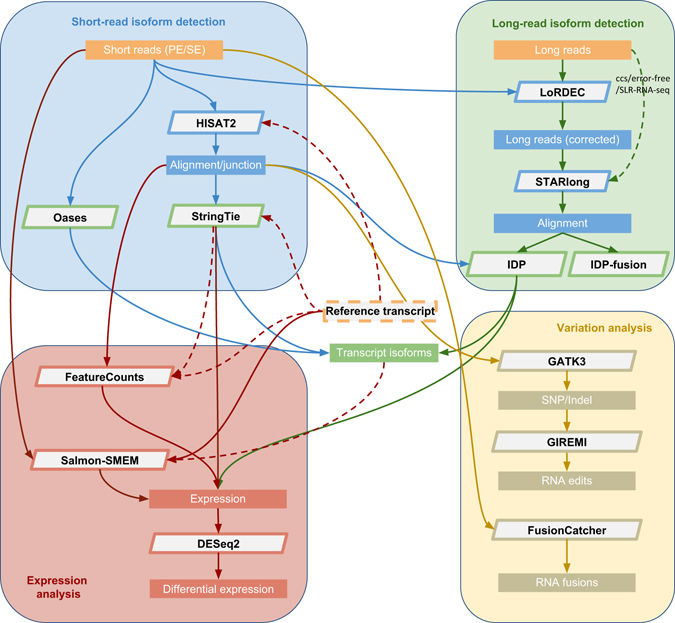 Short-read isoform detection
Short reads (PE/SE)
HISAT2
Alignment/junction
Oases
StringTie
Long-read isoform detection
Long reads
ccs/error-free
/SLR-RNA-seq
LoRDEC
Long reads (corrected)
STARlong
Alignment
IDP
IDP-fusion
Reference transcript
Transcript isoforms
FeatureCounts
Salmon-SMEM
Expression
DESeq2
Differential expression
Expression
analysis
Variation analysis
GATK3
SNP/Indel
GIREMI
RNA edits
FusionCatcher
RNA fusions